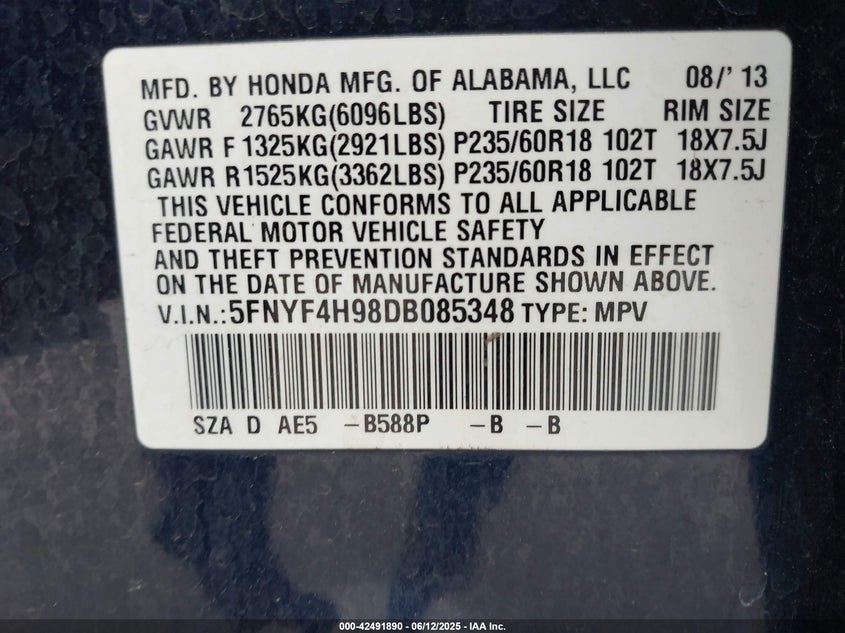 MFD. BY HONDA MFG. OF ALABAMA, LLC 08/'13
GVWR 2765KG(6096LBS) TIRE SIZE RIM SIZE
GAWR F 1325KG(2921LBS) P235/60R18 102T 18X7.5J
GAWR R1525KG(3362LBS) P235/60R18 102T 18X7.5J
THIS VEHICLE CONFORMS TO ALL APPLICABLE
FEDERAL MOTOR VEHICLE SAFETY
AND THEFT PREVENTION STANDARDS IN EFFECT
ON THE DATE OF MANUFACTURE SHOWN ABOVE.
V.I.N.:5FNYF4H98DB085348 TYPE: MPV
SZA D AE5 -B588P -B -B
000-42491890 - 06/12/2025 - IAA Inc.